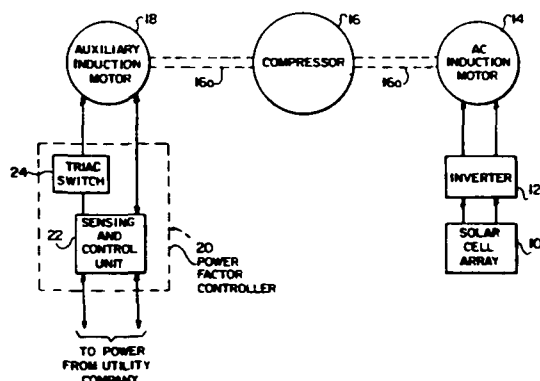 18
AUXILIARY
INDUCTION
MOTOR
16
COMPRESSOR
14
AC
INDUCTION
MOTOR
16a
16a
24
TRIAC
SWITCH
22
SENSING
AND
CONTROL
UNIT
20
POWER
FACTOR
CONTROLLER
INVERTER
12
SOLAR
CELL
ARRAY
10
TO POWER
FROM UTILITY
COMPANY